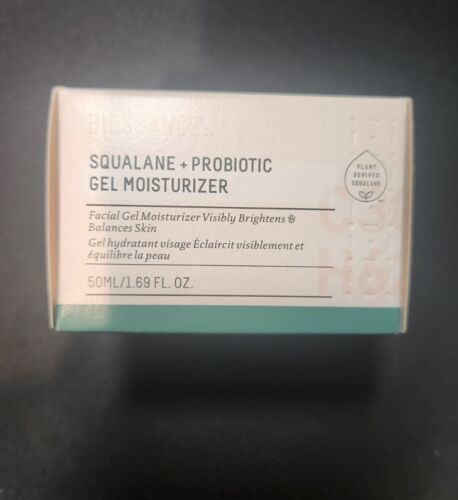 BIOSSANCE™
SQUALANE + PROBIOTIC
GEL MOISTURIZER
PLANT
DERIVED
SQUALANE
Facial Gel Moisturizer Visibly Brightens &
Balances Skin
Gel hydratant visage Éclaircit visiblement et
équilibre la peau
50ML/1.69 FL. OZ.